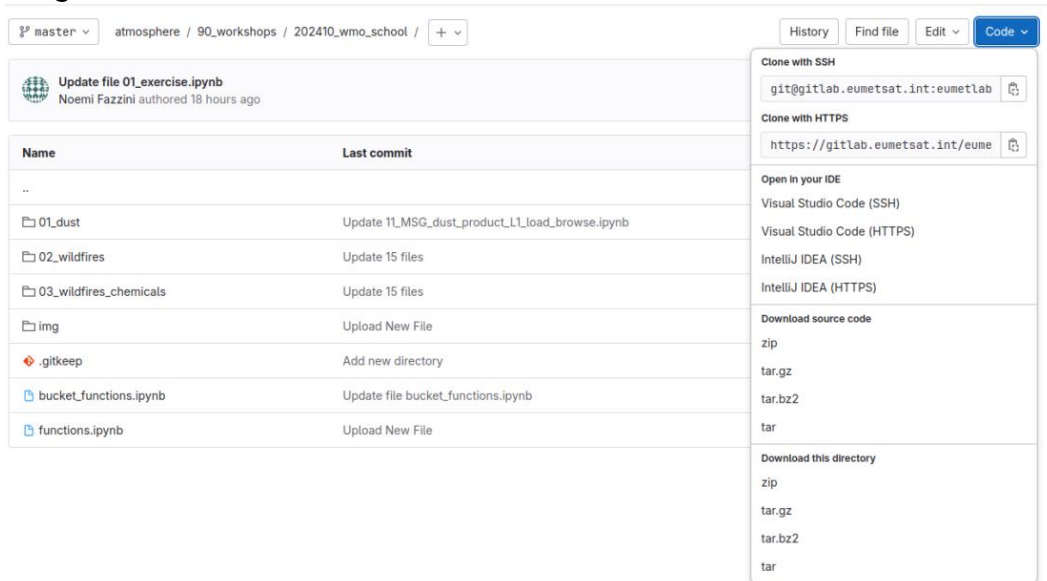 master
atmosphere / 90_workshops / 202410_wmo_school / +
History
Find file
Edit
Code
Update file 01_exercise.ipynb
Noemi Fazzini authored 18 hours ago
Name
Last commit
..
01_dust
Update 11_MSG_dust_product_L1_load_browse.ipynb
02_wildfires
Update 15 files
03_wildfires_chemicals
Update 15 files
img
Upload New File
.gitkeep
Add new directory
bucket_functions.ipynb
Update file bucket_functions.ipynb
functions.ipynb
Upload New File
Clone with SSH
git@gitlab.eumetsat.int:eumetlab
Clone with HTTPS
https://gitlab.eumetsat.int/eume
Open in your IDE
Visual Studio Code (SSH)
Visual Studio Code (HTTPS)
IntelliJ IDEA (SSH)
IntelliJ IDEA (HTTPS)
Download source code
zip
tar.gz
tar.bz2
tar
Download this directory
zip
tar.gz
tar.bz2
tar